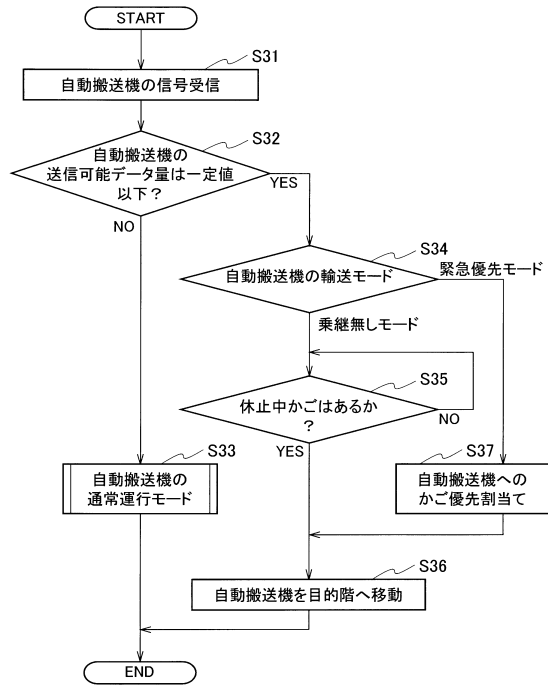 START
S31
自動搬送機の信号受信
S32
自動搬送機の
送信可能データ量は一定値
以下？
YES
NO
S34
自動搬送機の輸送モード
緊急優先モード
乗継無しモード
S35
休止中かごはあるか
？
NO
YES
S33
自動搬送機の
通常運行モード
S37
自動搬送機への
かご優先割当て
S36
自動搬送機を目的階へ移動
END